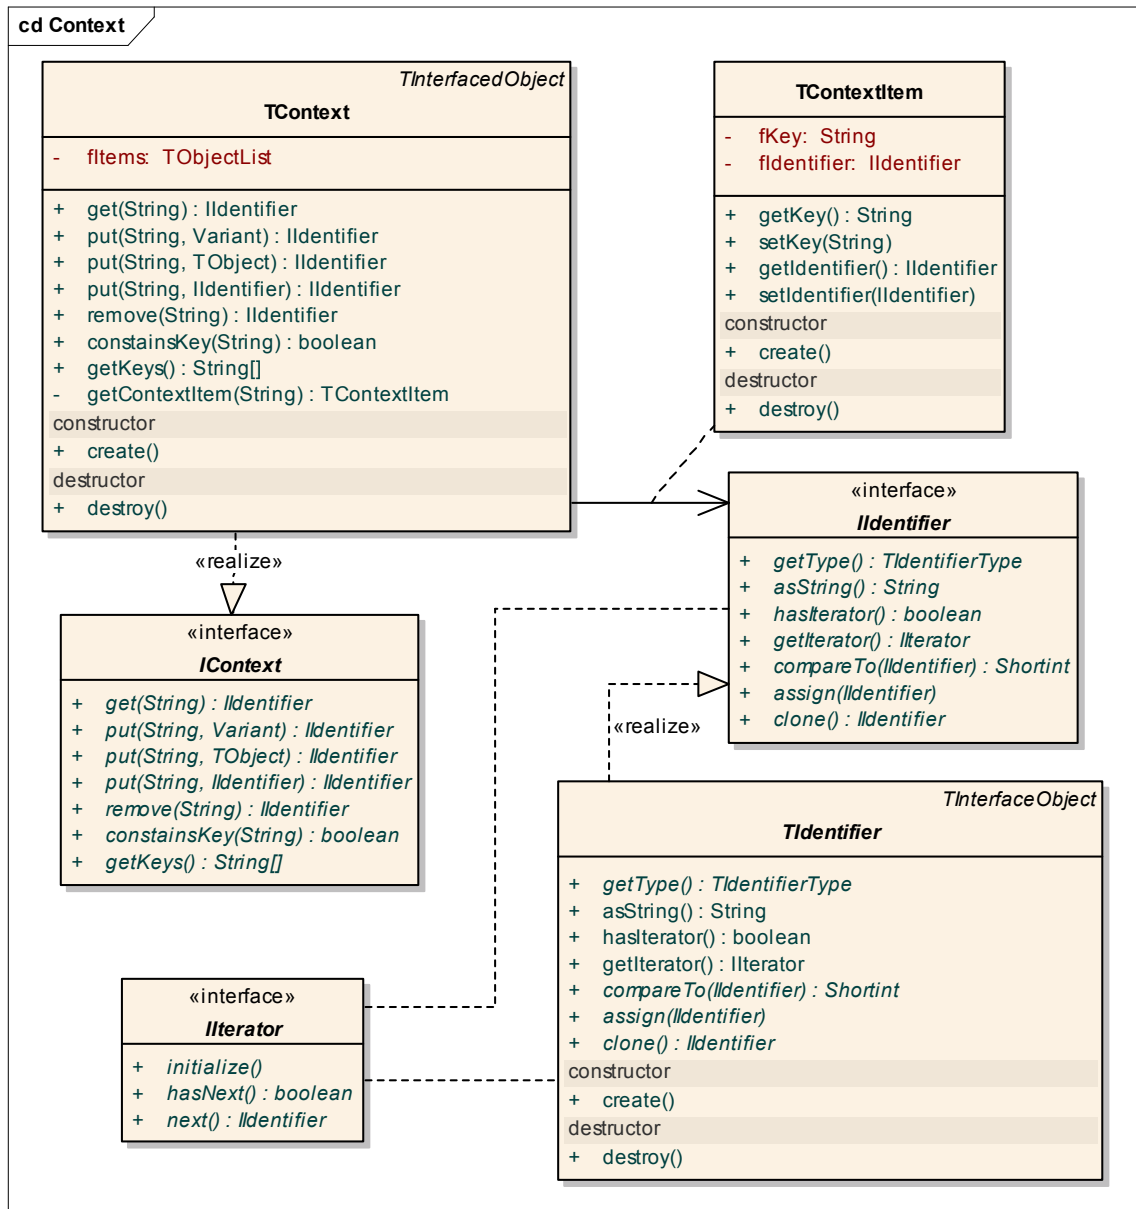 cd Context
TInterfacedObject
TContext
- fItems: TObjectList
+ get(String) : IIdentifier
+ put(String, Variant) : IIdentifier
+ put(String, TObject) : IIdentifier
+ put(String, IIdentifier) : IIdentifier
+ remove(String) : IIdentifier
+ constainsKey(String) : boolean
+ getKeys() : String[]
- getContextItem(String) : TContextItem
constructor
+ create()
destructor
+ destroy()
TContextItem
- fKey: String
- fIdentifier: IIdentifier
+ getKey() : String
+ setKey(String)
+ getIdentifier() : IIdentifier
+ setIdentifier(IIdentifier)
constructor
+ create()
destructor
+ destroy()
«interface»
IIdentifier
+ getType() : TIdentifierType
+ asString() : String
+ hasIterator() : boolean
+ getIterator() : IIterator
+ compareTo(IIdentifier) : Shortint
+ assign(IIdentifier)
+ clone() : IIdentifier
«realize»
«interface»
IContext
+ get(String) : IIdentifier
+ put(String, Variant) : IIdentifier
+ put(String, TObject) : IIdentifier
+ put(String, IIdentifier) : IIdentifier
+ remove(String) : IIdentifier
+ constainsKey(String) : boolean
+ getKeys() : String[]
«realize»
TInterfaceObject
TIdentifier
+ getType() : TIdentifierType
+ asString() : String
+ hasIterator() : boolean
+ getIterator() : IIterator
+ compareTo(IIdentifier) : Shortint
+ assign(IIdentifier)
+ clone() : IIdentifier
constructor
+ create()
destructor
+ destroy()
«interface»
IIterator
+ initialize()
+ hasNext() : boolean
+ next() : IIdentifier